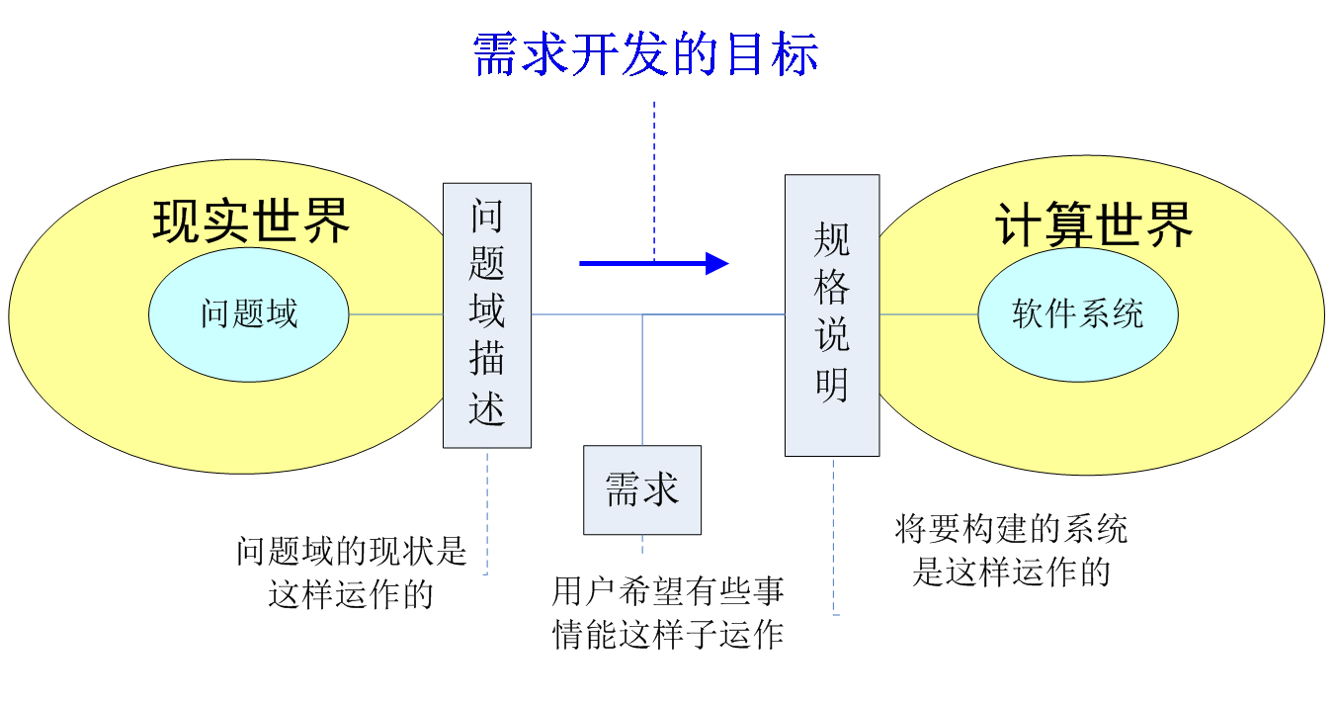 需求开发的目标
现实世界
问题域
问题域描述
规格说明
计算世界
软件系统
需求
问题域的现状是
这样运作的
用户希望有些事
情能这样子运作
将要构建的系统
是这样运作的